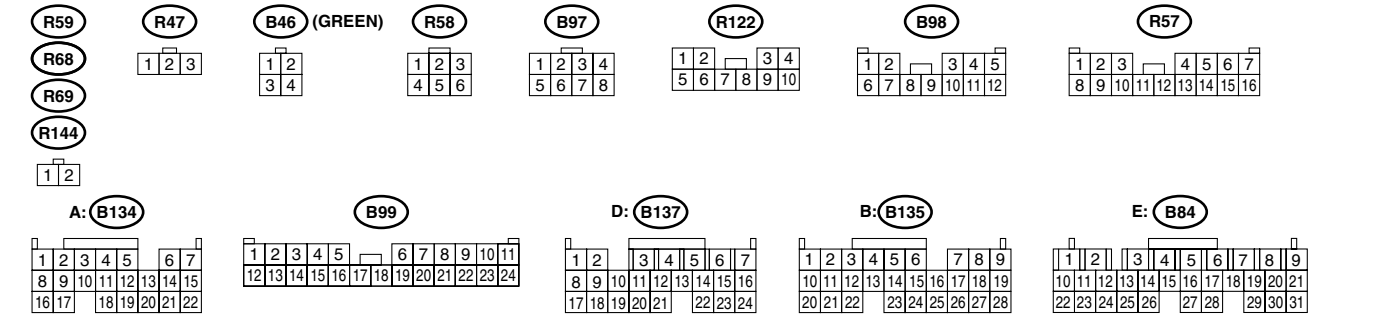 R59 R47 B46 (GREEN) R58 B97 R122 B98 R57
R68
R69
R144
1 2 3
1 2
3 4
1 2 3
4 5 6
1 2 3 4
5 6 7 8
1 2 3 4
5 6 7 8 9 10
1 2 3 4 5
6 7 8 9 10 11 12
1 2 3 4 5 6 7
8 9 10 11 12 13 14 15 16
1 2
A: B134 B99 D: B137 B: B135 E: B84
1 2 3 4 5 6 7
8 9 10 11 12 13 14 15
16 17 18 19 20 21 22
1 2 3 4 5 6 7 8 9 10 11
12 13 14 15 16 17 18 19 20 21 22 23 24
1 2 3 4 5 6 7
8 9 10 11 12 13 14 15 16
17 18 19 20 21 22 23 24
1 2 3 4 5 6 7 8 9
10 11 12 13 14 15 16 17 18 19
20 21 22 23 24 25 26 27 28
1 2 3 4 5 6 7 8 9
10 11 12 13 14 15 16 17 18 19 20 21
22 23 24 25 26 27 28 29 30 31